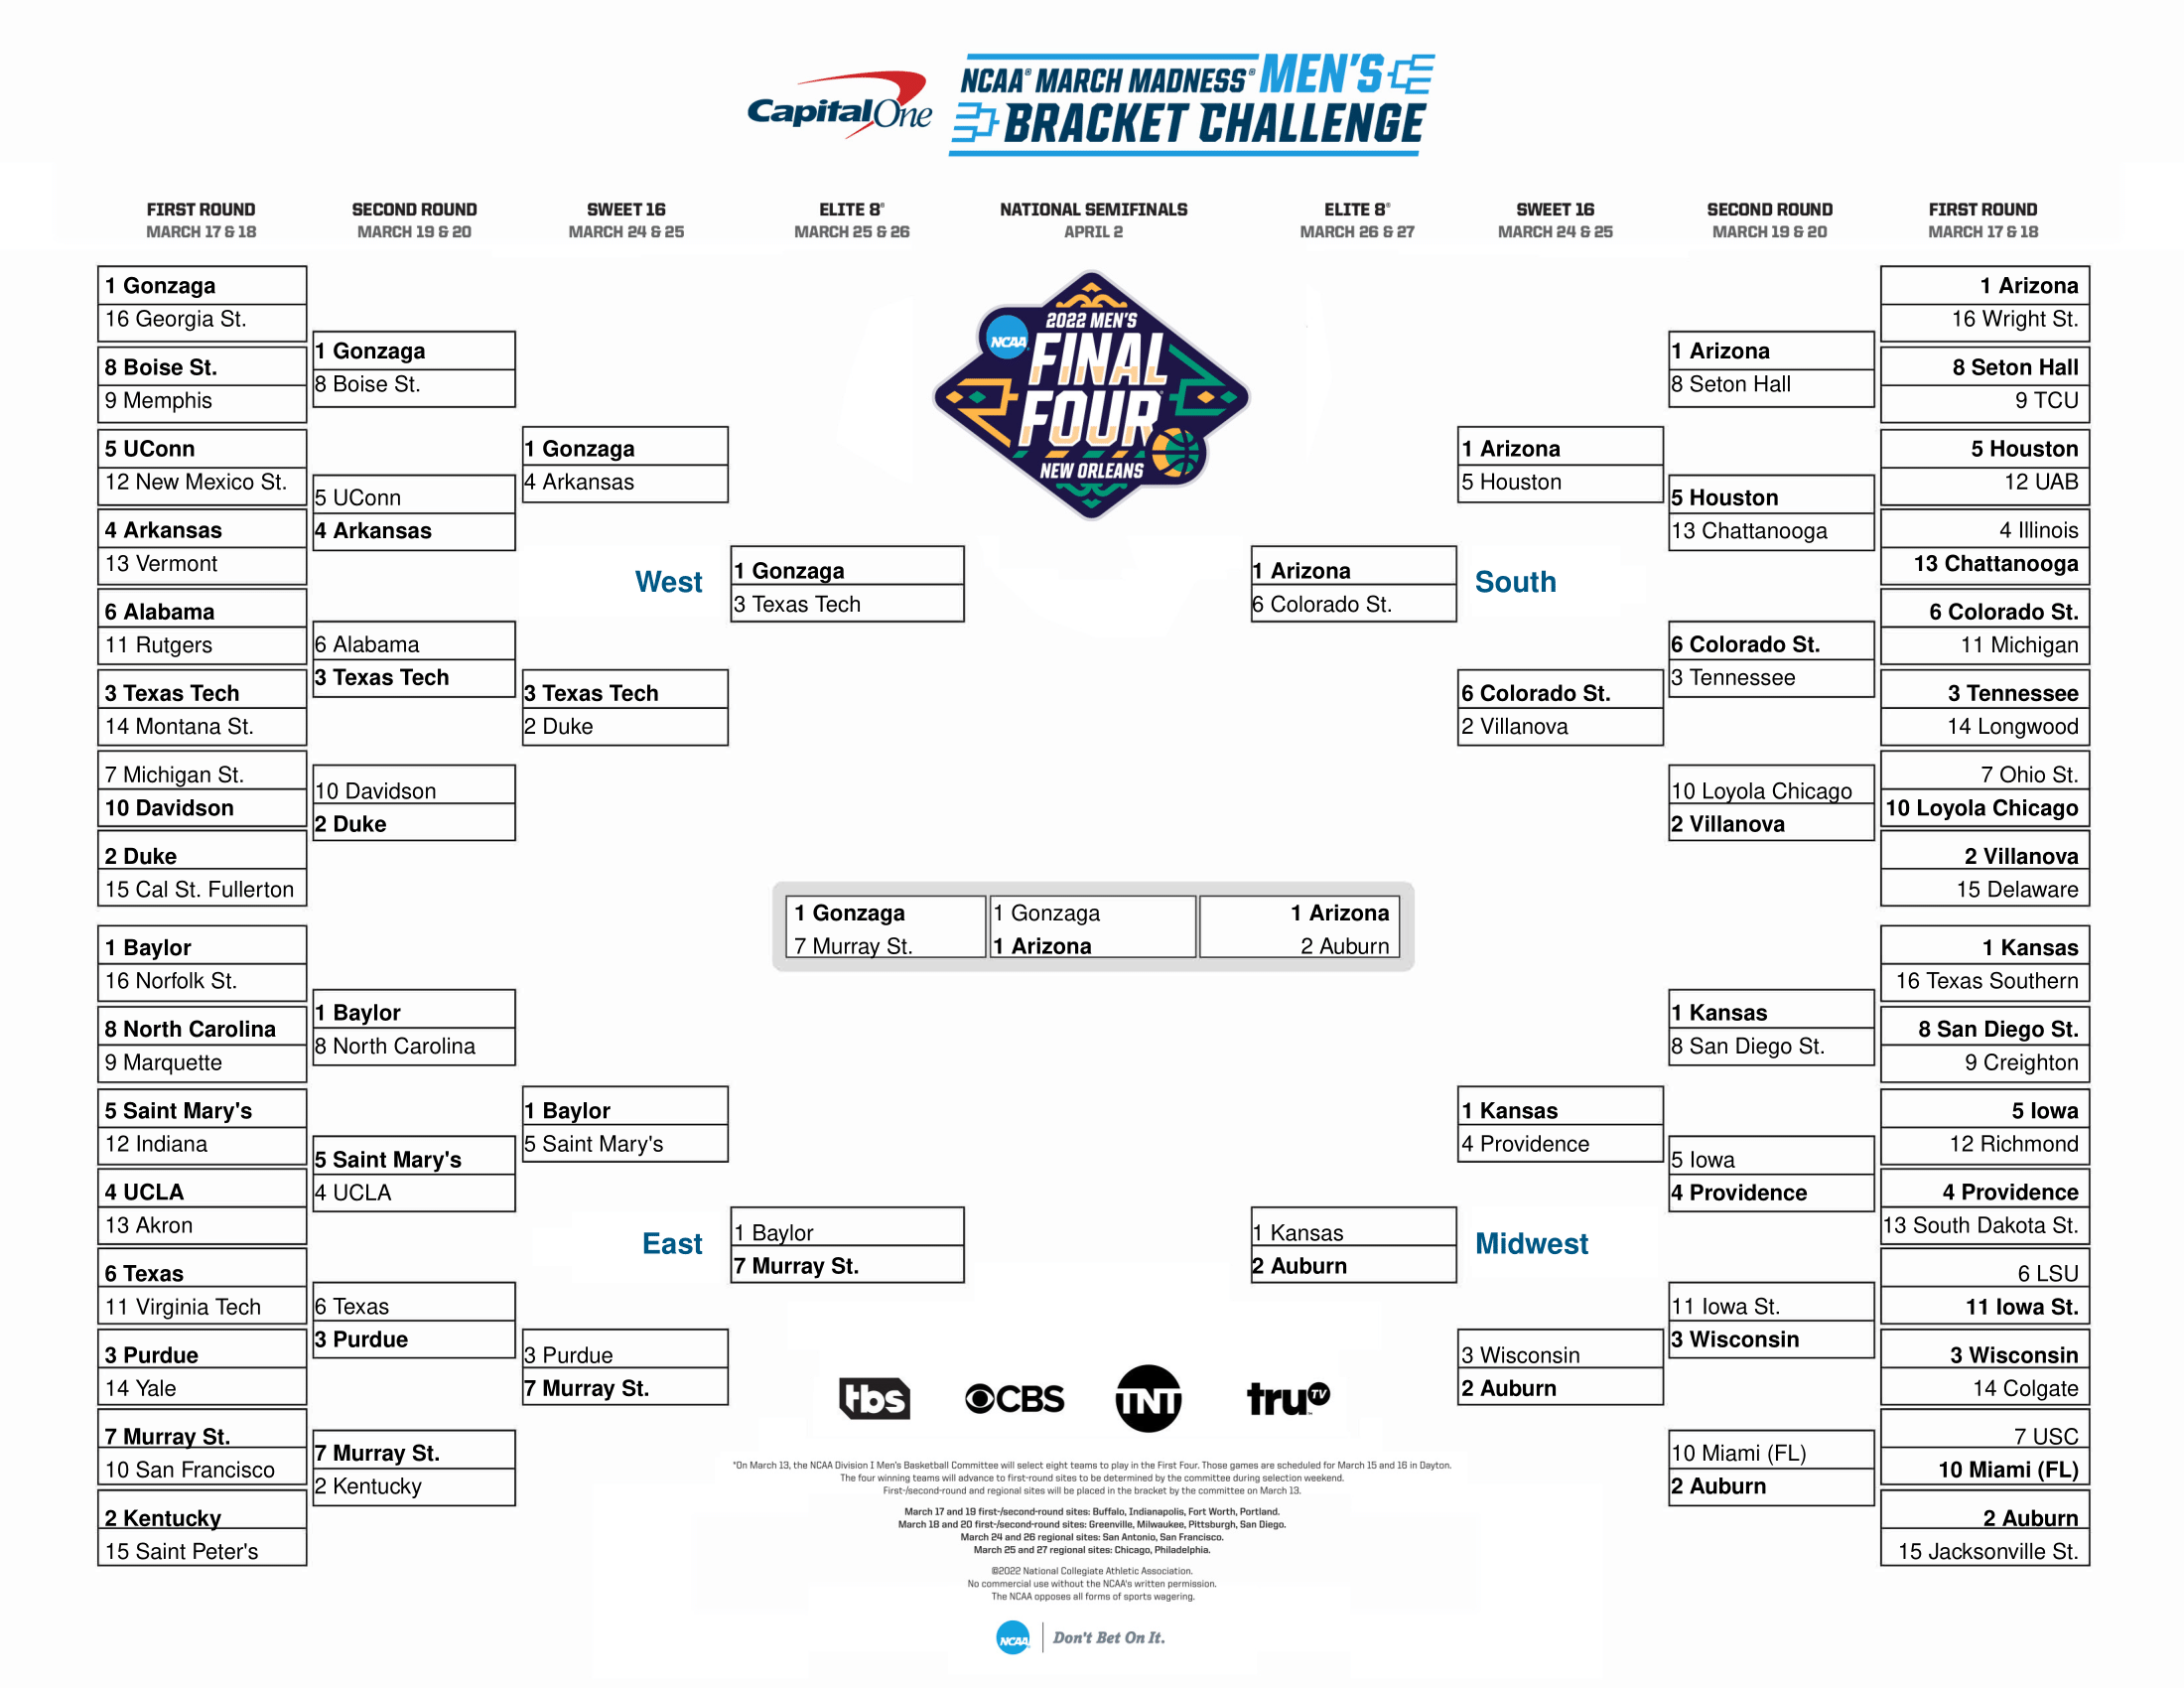 CapitalOne
NCAA® MARCH MADNESS® MEN'S
BRACKET CHALLENGE
FIRST ROUND
MARCH 17 & 18
SECOND ROUND
MARCH 19 & 20
SWEET 16
MARCH 24 & 25
ELITE 8®
MARCH 25 & 26
NATIONAL SEMIFINALS
APRIL 2
ELITE 8®
MARCH 26 & 27
SWEET 16
MARCH 24 & 25
SECOND ROUND
MARCH 19 & 20
FIRST ROUND
MARCH 17 & 18
1 Gonzaga
16 Georgia St.
8 Boise St.
9 Memphis
5 UConn
12 New Mexico St.
4 Arkansas
13 Vermont
6 Alabama
11 Rutgers
3 Texas Tech
14 Montana St.
7 Michigan St.
10 Davidson
2 Duke
15 Cal St. Fullerton
1 Gonzaga
8 Boise St.
5 UConn
4 Arkansas
6 Alabama
3 Texas Tech
10 Davidson
2 Duke
1 Gonzaga
4 Arkansas
3 Texas Tech
2 Duke
West
1 Gonzaga
3 Texas Tech
2022 MEN'S
NCAA
FINAL
FOUR
NEW ORLEANS
1 Arizona
6 Colorado St.
South
1 Arizona
5 Houston
6 Colorado St.
2 Villanova
1 Arizona
8 Seton Hall
5 Houston
13 Chattanooga
6 Colorado St.
3 Tennessee
10 Loyola Chicago
2 Villanova
1 Arizona
16 Wright St.
8 Seton Hall
9 TCU
5 Houston
12 UAB
4 Illinois
13 Chattanooga
6 Colorado St.
11 Michigan
3 Tennessee
14 Longwood
7 Ohio St.
10 Loyola Chicago
2 Villanova
15 Delaware
1 Gonzaga
7 Murray St.
1 Gonzaga
1 Arizona
1 Arizona
2 Auburn
1 Baylor
16 Norfolk St.
8 North Carolina
9 Marquette
5 Saint Mary's
12 Indiana
4 UCLA
13 Akron
6 Texas
11 Virginia Tech
3 Purdue
14 Yale
7 Murray St.
10 San Francisco
2 Kentucky
15 Saint Peter's
1 Baylor
8 North Carolina
5 Saint Mary's
4 UCLA
6 Texas
3 Purdue
7 Murray St.
2 Kentucky
1 Baylor
5 Saint Mary's
3 Purdue
7 Murray St.
East
1 Baylor
7 Murray St.
1 Kansas
2 Auburn
Midwest
1 Kansas
4 Providence
3 Wisconsin
2 Auburn
1 Kansas
8 San Diego St.
5 Iowa
4 Providence
11 Iowa St.
3 Wisconsin
10 Miami (FL)
2 Auburn
1 Kansas
16 Texas Southern
8 San Diego St.
9 Creighton
5 Iowa
12 Richmond
4 Providence
13 South Dakota St.
6 LSU
11 Iowa St.
3 Wisconsin
14 Colgate
7 USC
10 Miami (FL)
2 Auburn
15 Jacksonville St.
tbs
CBS
TNT
truTV
*On March 13, the NCAA Division I Men's Basketball Committee will select eight teams to play in the First Four. Those games are scheduled for March 15 and 16 in Dayton.
The four winning teams will advance to first-round sites to be determined by the committee during selection weekend.
First-/second-round and regional sites will be placed in the bracket by the committee on March 13.
March 17 and 19 first-/second-round sites: Buffalo, Indianapolis, Fort Worth, Portland.
March 18 and 20 first-/second-round sites: Greenville, Milwaukee, Pittsburgh, San Diego.
March 24 and 26 regional sites: San Antonio, San Francisco.
March 25 and 27 regional sites: Chicago, Philadelphia.
©2022 National Collegiate Athletic Association.
No commercial use without the NCAA's written permission.
The NCAA opposes all forms of sports wagering.
NCAA
Don't Bet On It.